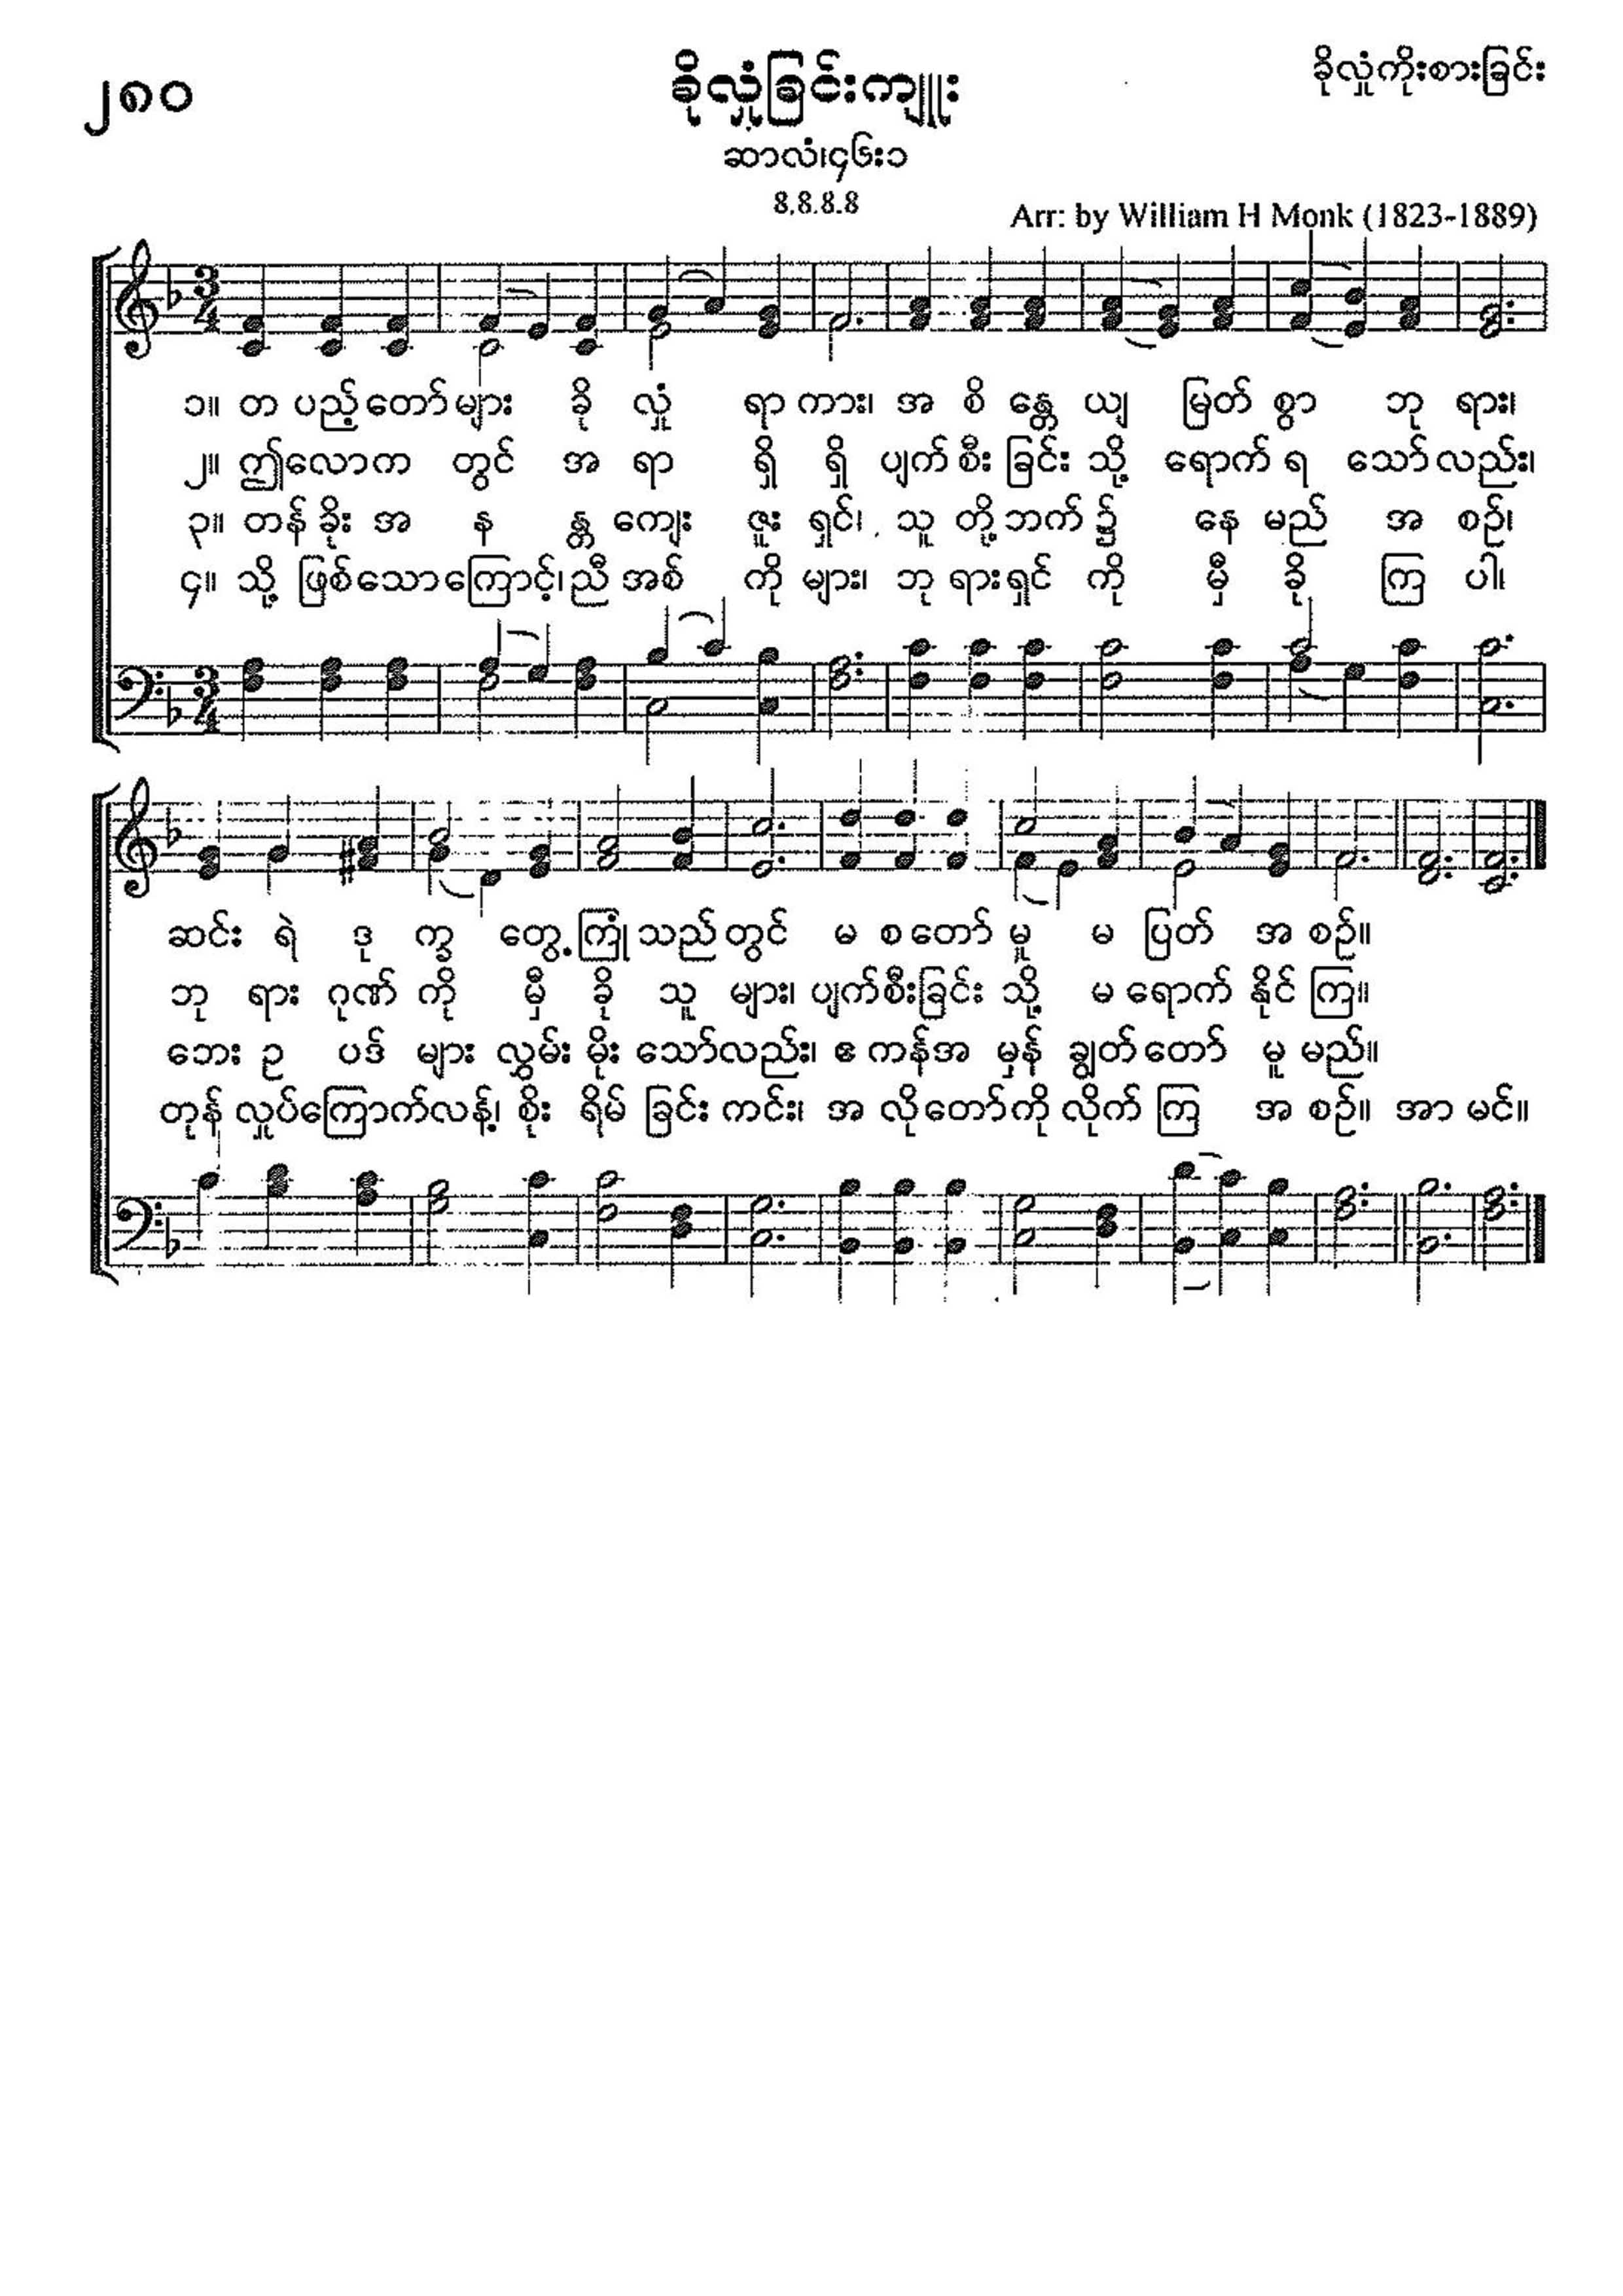 ၂၈၀
ခိုလှုံခြင်းကျူး
ခိုလှုံကိုးစားခြင်း
ဆာလံ၊၄၆း၁
8.8.8.8
Arr: by William H Monk (1823-1889)
၁။ တ ပည့် တော် များ ခို လှုံ ရာ ကား၊ အ စိ န္တေ ယျ မြတ် စွာ ဘု ရား၊
၂။ ဤလောက တွင် အ ရာ ရှိ ရှိ ပျက် စီး ခြင်း သို့ ရောက် ရ သော် လည်း၊
၃။ တန် ခိုး အ န န္တ ကျေး ဇူး ရှင်၊ သူ တို့ ဘက် ၌ နေ မည် အ စဉ်၊
၄။ သို့ ဖြစ်သောကြောင့်၊ ညီ အစ် ကို များ၊ ဘု ရား ရှင် ကို မှီ ခို ကြ ပါ၊
ဆင်း ရဲ ဒု က္ခ တွေ့ ကြုံ သည် တွင် မ စ တော် မူ မ ပြတ် အ စဉ်။
ဘု ရား ဂုဏ် ကို မှီ ခို သူ များ၊ ပျက်စီးခြင်း သို့ မ ရောက် နိုင် ကြ။
ဘေး ဥ ပဒ် များ လွှမ်း မိုး သော်လည်း၊ ဧ ကန်အ မှန် ချွတ် တော် မူ မည်။
တုန် လှုပ်ကြောက်လန့်၊ စိုး ရိမ် ခြင်း ကင်း၊ အ လိုတော်ကို လိုက် ကြ အ စဉ်။ အာ မင်။